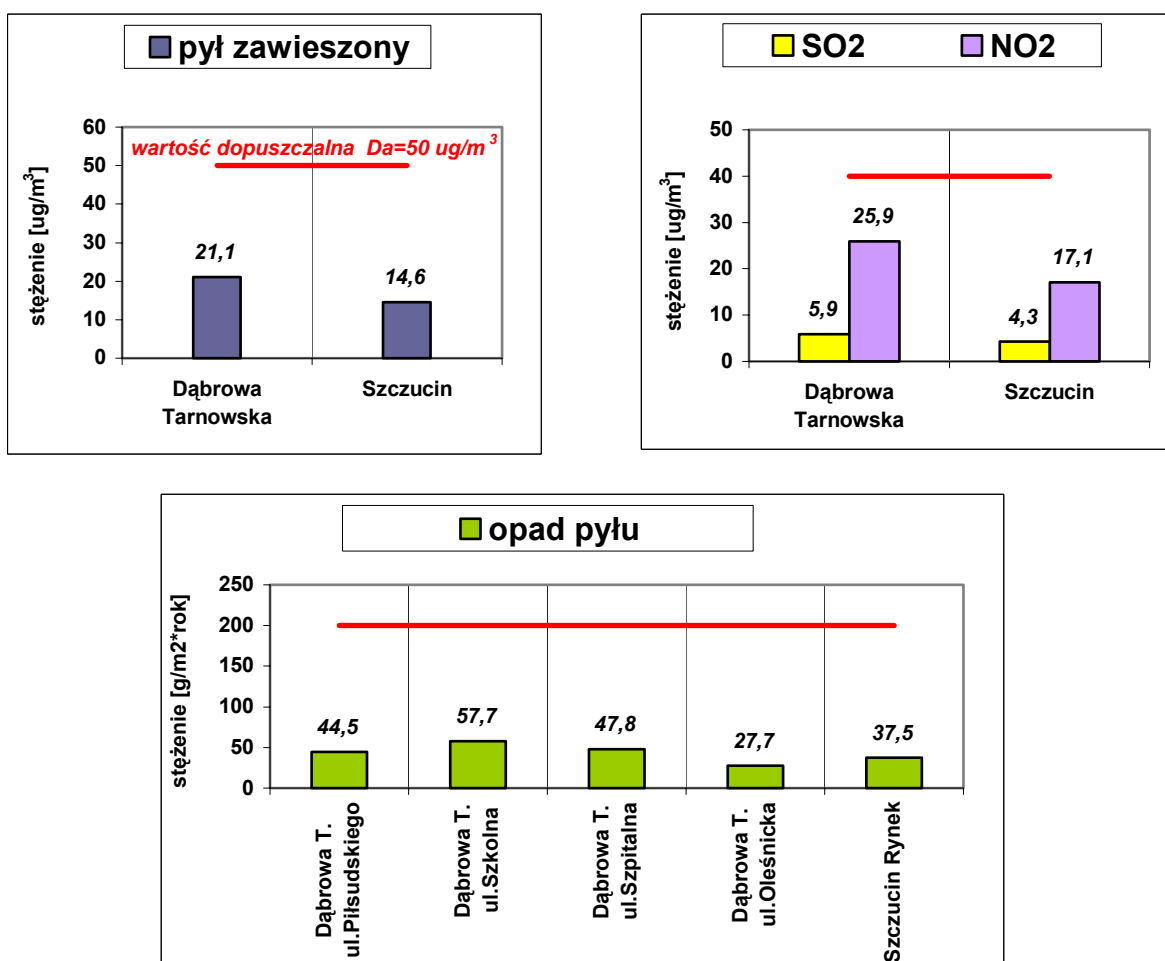 pył zawieszony
stężenie [ug/m3]
60
50
40
30
20
10
0
wartość dopuszczalna Da=50 ug/m 3
21,1
14,6
Dąbrowa
Tarnowska
Szczucin
SO2 NO2
stężenie [ug/m3]
50
40
30
20
10
0
5,9
25,9
4,3
17,1
Dąbrowa
Tarnowska
Szczucin
opad pyłu
stężenie [g/m2*rok]
250
200
150
100
50
0
44,5
57,7
47,8
27,7
37,5
Dąbrowa T.
ul.Piłsudskiego
Dąbrowa T.
ul.Szkolna
Dąbrowa T.
ul.Szpitalna
Dąbrowa T.
ul.Oleśnicka
Szczucin Rynek